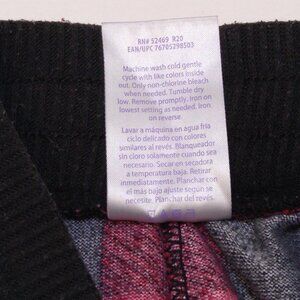 RN# 52469 R20
EAN/UPC 76705298503
Machine wash cold gentle
cycle with like colors inside
out. Only non-chlorine bleach
when needed. Tumble dry
low. Remove promptly. Iron on
lowest setting as needed. Iron
on reverse.
Lavar a máquina en agua fria
ciclo delicado con colores
similares al revés. Blanqueador
sin cloro solamente cuando sea
necesario. Secar en secadora
a temperatura baja. Retirar
inmediatamente. Planchar con
el más bajo ajuste según se
necesite. Planchar del revés.